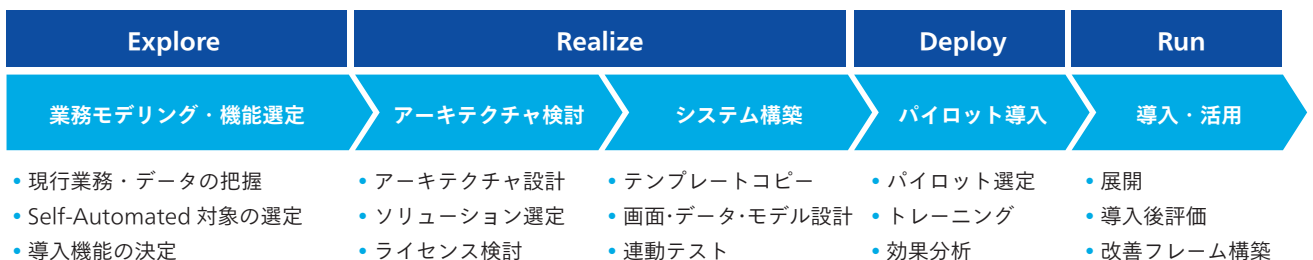 Explore
Realize
Deploy
Run
業務モデリング・機能選定
アーキテクチャ検討
システム構築
パイロット導入
導入・活用
• 現行業務・データの把握
• Self-Automated 対象の選定
• 導入機能の決定
• アーキテクチャ設計
• ソリューション選定
• ライセンス検討
• テンプレートコピー
• 画面・データ・モデル設計
• 連動テスト
• パイロット選定
• トレーニング
• 効果分析
• 展開
• 導入後評価
• 改善フレーム構築